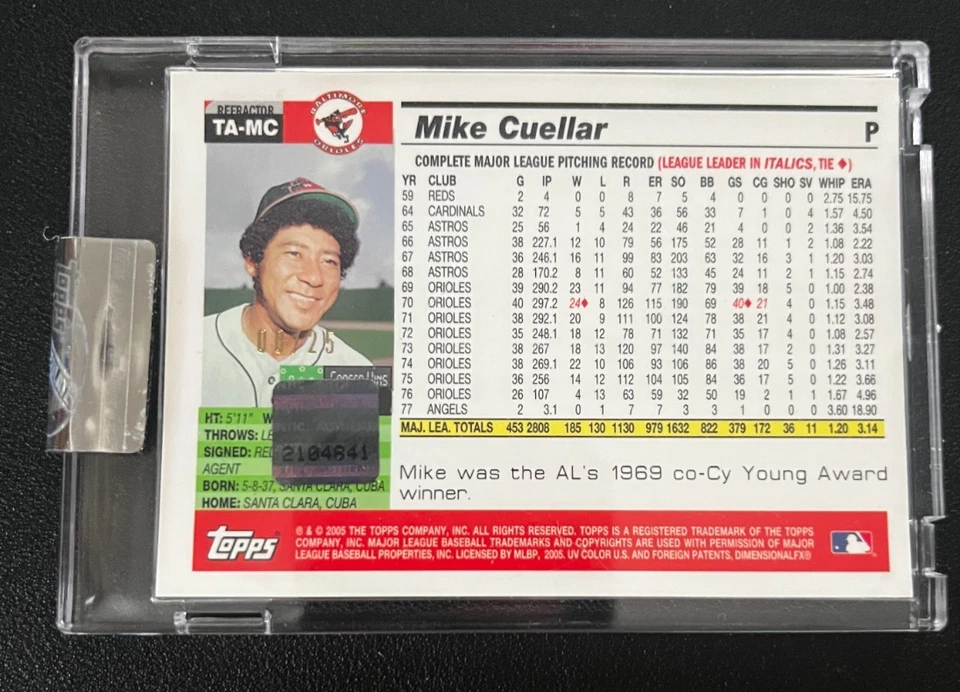 REFRACTOR
TA-MC
BALTIMORE
ORIOLES
Mike Cuellar P
COMPLETE MAJOR LEAGUE PITCHING RECORD (LEAGUE LEADER IN ITALICS, TIE ♦)
YR CLUB G IP W L R ER SO BB GS CG SHO SV WHIP ERA
59 REDS 2 4 0 0 8 7 5 4 0 0 0 0 2.75 15.75
64 CARDINALS 32 72 5 5 43 36 56 33 7 1 0 4 1.57 4.50
65 ASTROS 25 56 1 4 24 22 46 21 4 0 0 2 1.36 3.54
66 ASTROS 38 227.1 12 10 79 56 175 52 28 11 1 2 1.08 2.22
67 ASTROS 36 246.1 16 11 99 83 203 63 32 16 3 1 1.20 3.03
68 ASTROS 28 170.2 8 11 60 52 133 45 24 11 2 1 1.15 2.74
69 ORIOLES 39 290.2 23 11 94 77 182 79 39 18 5 0 1.00 2.38
70 ORIOLES 40 297.2 24♦ 8 126 115 190 69 40♦ 21 4 0 1.15 3.48
71 ORIOLES 38 292.1 20 9 111 100 124 78 38 21 4 0 1.12 3.08
72 ORIOLES 35 248.1 18 12 78 71 132 71 35 17 4 0 1.08 2.57
73 ORIOLES 38 267 18 13 120 97 140 84 38 17 2 0 1.31 3.27
74 ORIOLES 38 269.1 22 10 106 93 106 86 38 20 5 0 1.26 3.11
75 ORIOLES 36 256 14 12 112 104 105 84 36 17 5 0 1.22 3.66
76 ORIOLES 26 107 4 13 63 59 32 50 19 2 1 1 1.67 4.96
77 ANGELS 2 3.1 0 1 7 7 3 3 1 0 0 0 3.60 18.90
MAJ. LEA. TOTALS 453 2808 185 130 1130 979 1632 822 379 172 36 11 1.20 3.14
HT: 5'11" W
THROWS: LE
SIGNED: RED
AGENT
BORN: 5-8-37, SANTA CLARA, CUBA
HOME: SANTA CLARA, CUBA
2104841
Mike was the AL's 1969 co-Cy Young Award
winner.
Topps
® & © 2005 THE TOPPS COMPANY, INC. ALL RIGHTS RESERVED. TOPPS IS A REGISTERED TRADEMARK OF THE TOPPS
COMPANY, INC. MAJOR LEAGUE BASEBALL TRADEMARKS AND COPYRIGHTS ARE USED WITH PERMISSION OF MAJOR
LEAGUE BASEBALL PROPERTIES, INC. LICENSED BY MLBP, 2005. UV COLOR U.S. AND FOREIGN PATENTS, DIMENSIONALFX®